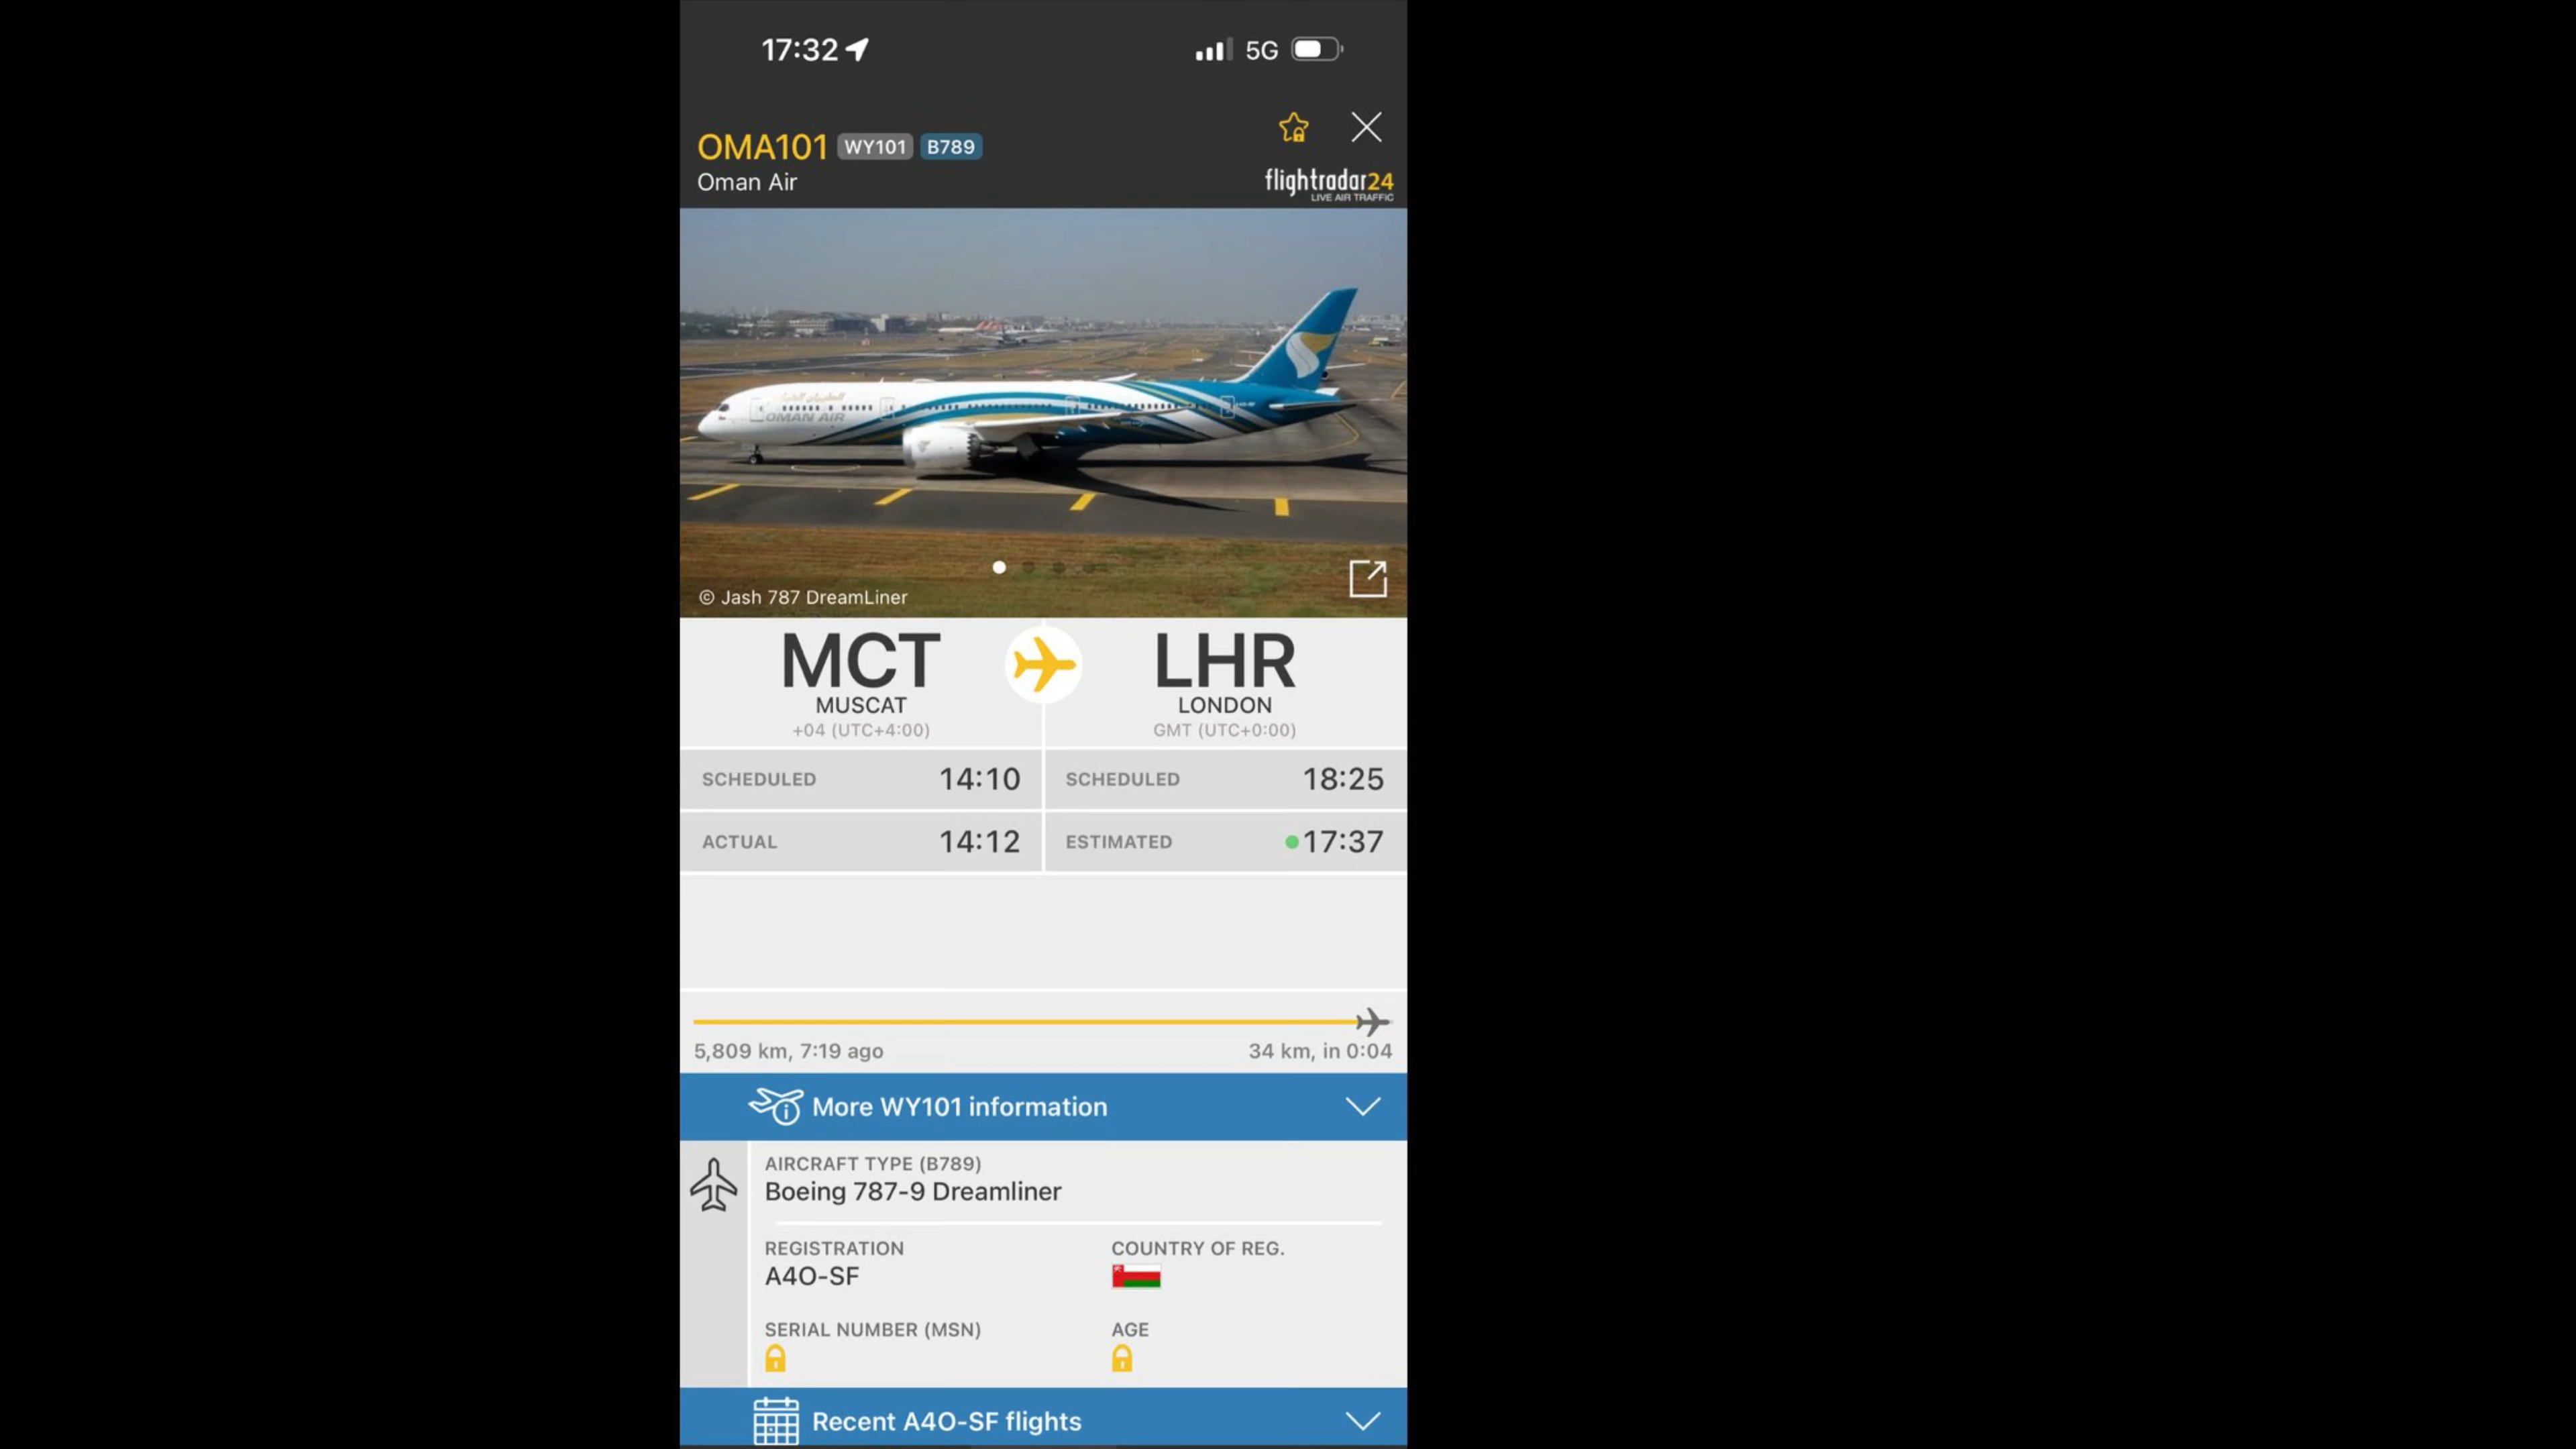 17:32 5G
OMA101 WY101 B789
Oman Air
flightradar24
LIVE AIR TRAFFIC
OMAN AIR
© Jash 787 DreamLiner
MCT LHR
MUSCAT LONDON
+04 (UTC+4:00) GMT (UTC+0:00)
SCHEDULED 14:10 SCHEDULED 18:25
ACTUAL 14:12 ESTIMATED 17:37
5,809 km, 7:19 ago 34 km, in 0:04
More WY101 information
AIRCRAFT TYPE (B789)
Boeing 787-9 Dreamliner
REGISTRATION COUNTRY OF REG.
A4O-SF
SERIAL NUMBER (MSN) AGE
Recent A4O-SF flights